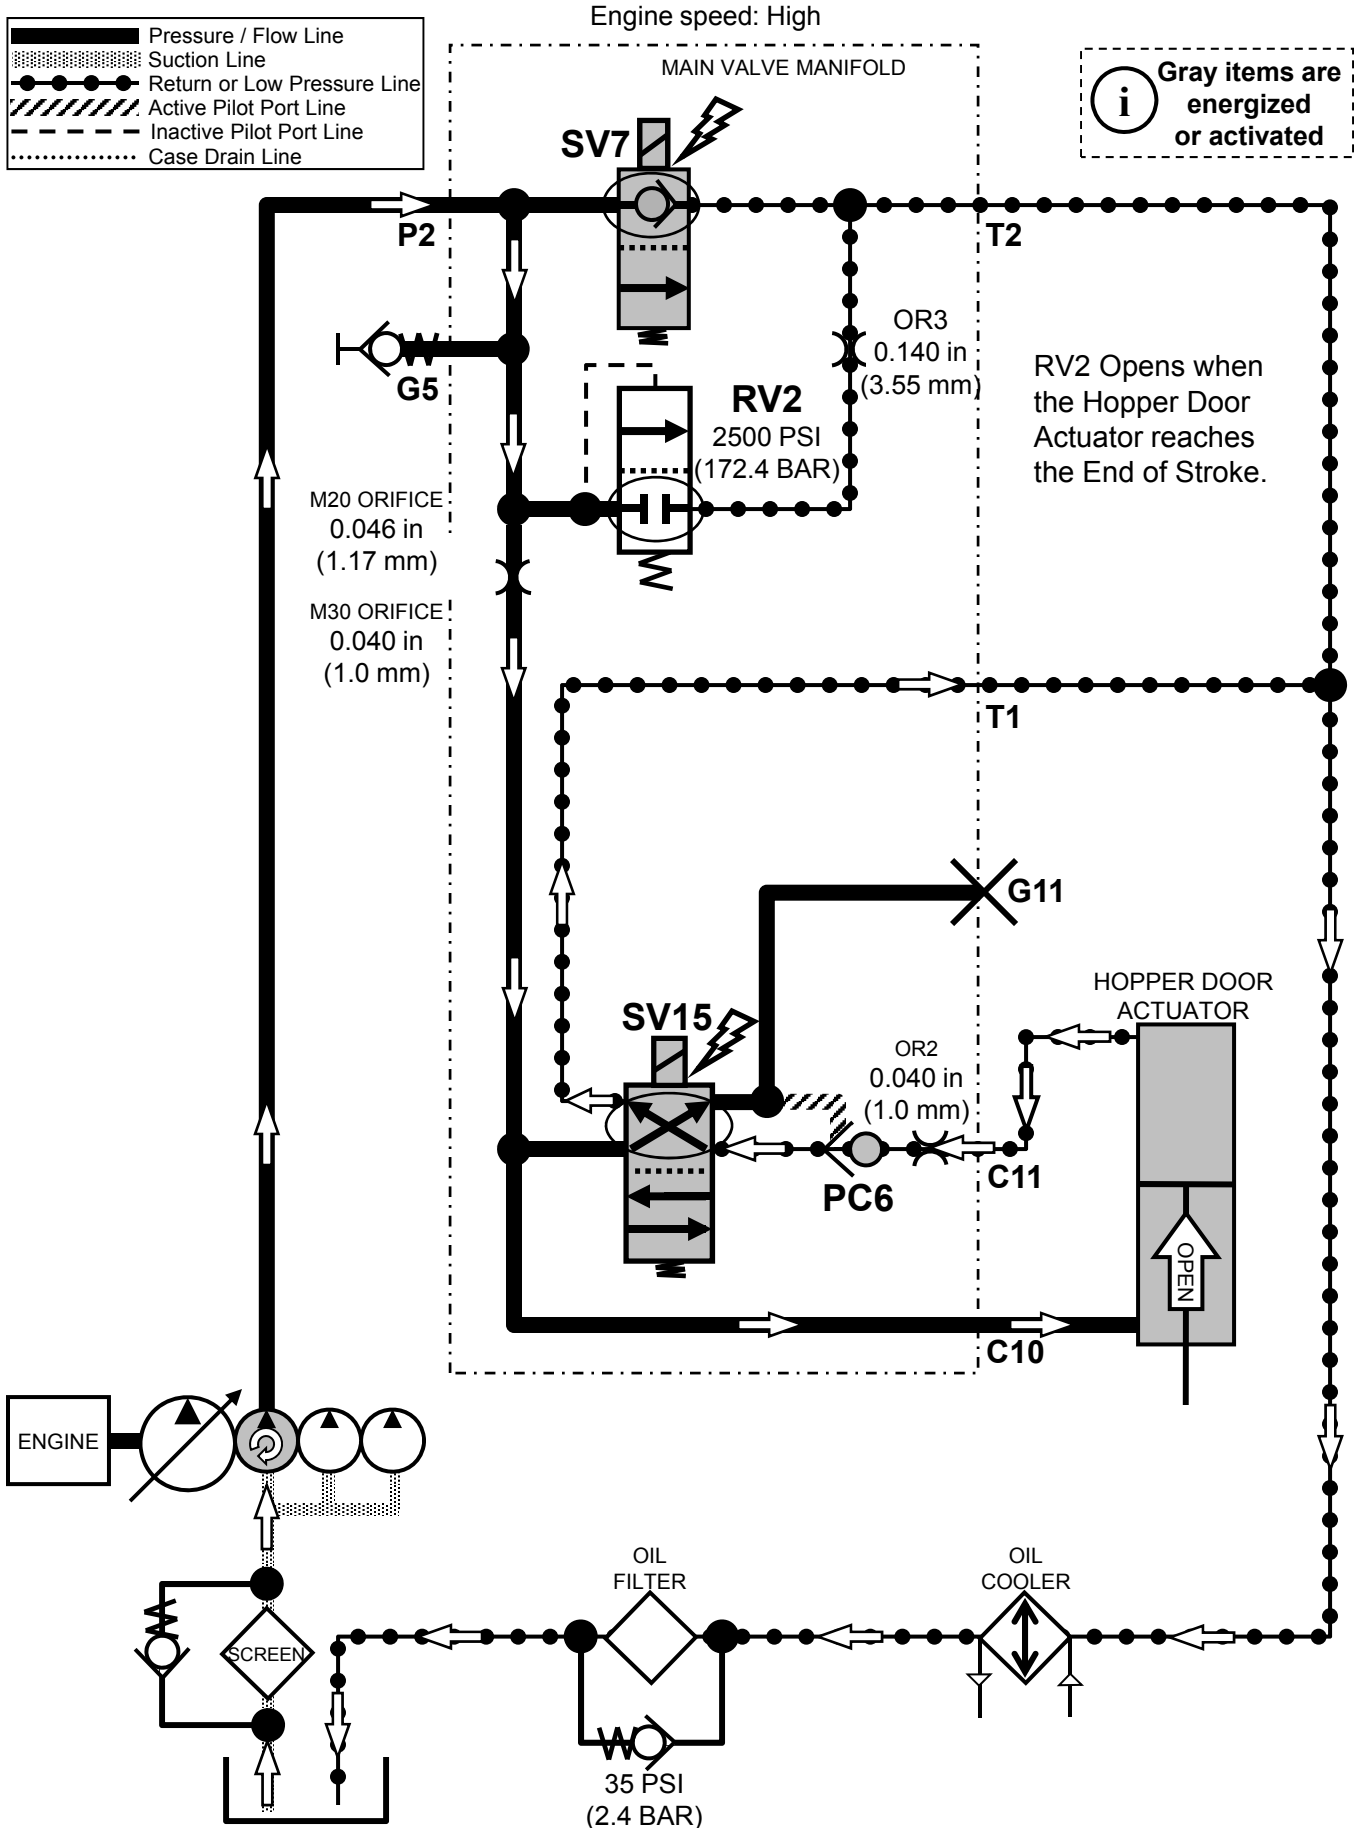 Engine speed: High
Pressure / Flow Line
Suction Line
Return or Low Pressure Line
Active Pilot Port Line
Inactive Pilot Port Line
Case Drain Line
MAIN VALVE MANIFOLD
i
Gray items are
energized
or activated
SV7
P2
T2
G5
OR3
0.140 in
(3.55 mm)
RV2
2500 PSI
(172.4 BAR)
RV2 Opens when
the Hopper Door
Actuator reaches
the End of Stroke.
M20 ORIFICE
0.046 in
(1.17 mm)
M30 ORIFICE
0.040 in
(1.0 mm)
T1
G11
SV15
OR2
0.040 in
(1.0 mm)
HOPPER DOOR
ACTUATOR
PC6
C11
OPEN
C10
ENGINE
SCREEN
OIL
FILTER
OIL
COOLER
35 PSI
(2.4 BAR)